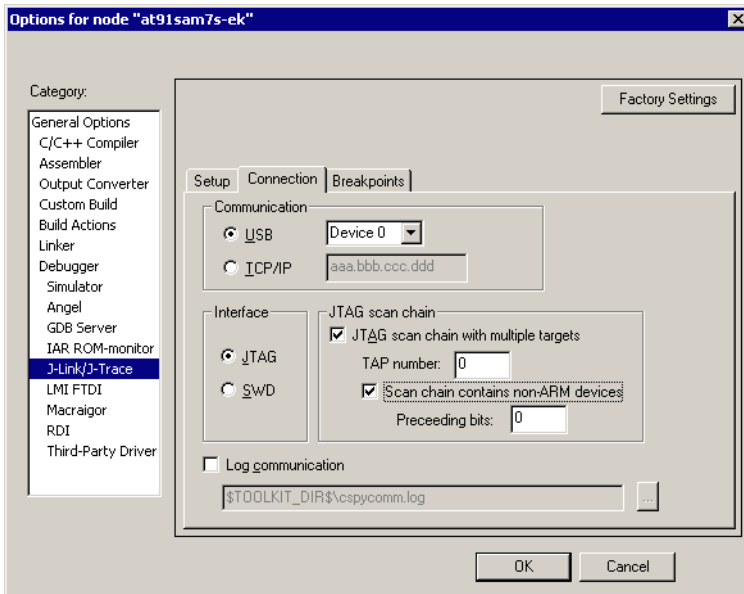 Options for node "at91sam7s-ek"
Category:
Factory Settings
General Options
C/C++ Compiler
Assembler
Output Converter
Custom Build
Build Actions
Linker
Debugger
Simulator
Angel
GDB Server
IAR ROM-monitor
J-Link/J-Trace
LMI FTDI
Macraigor
RDI
Third-Party Driver
Setup Connection Breakpoints
Communication
USB Device 0
TCP/IP aaa.bbb.ccc.ddd
Interface
JTAG
SWD
JTAG scan chain
JTAG scan chain with multiple targets
TAP number: 0
Scan chain contains non-ARM devices
Preceeding bits: 0
Log communication
$TOOLKIT_DIR$\cspycomm.log ...
OK Cancel